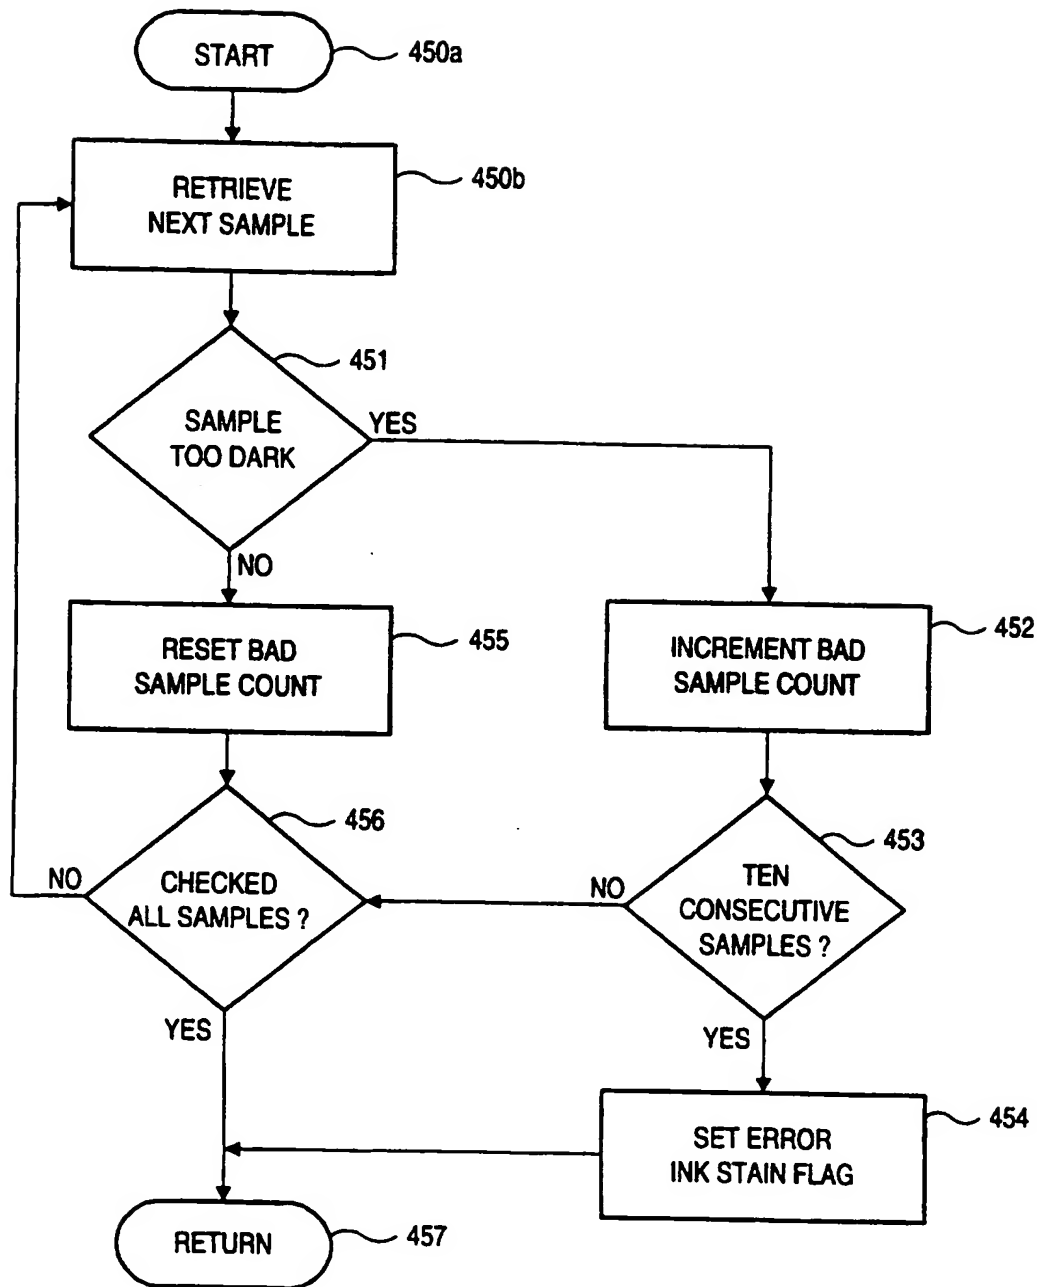 START
450a
RETRIEVE
NEXT SAMPLE
450b
451
SAMPLE
TOO DARK
YES
NO
RESET BAD
SAMPLE COUNT
455
INCREMENT BAD
SAMPLE COUNT
452
456
CHECKED
ALL SAMPLES ?
NO
YES
453
TEN
CONSECUTIVE
SAMPLES ?
NO
YES
SET ERROR
INK STAIN FLAG
454
RETURN
457